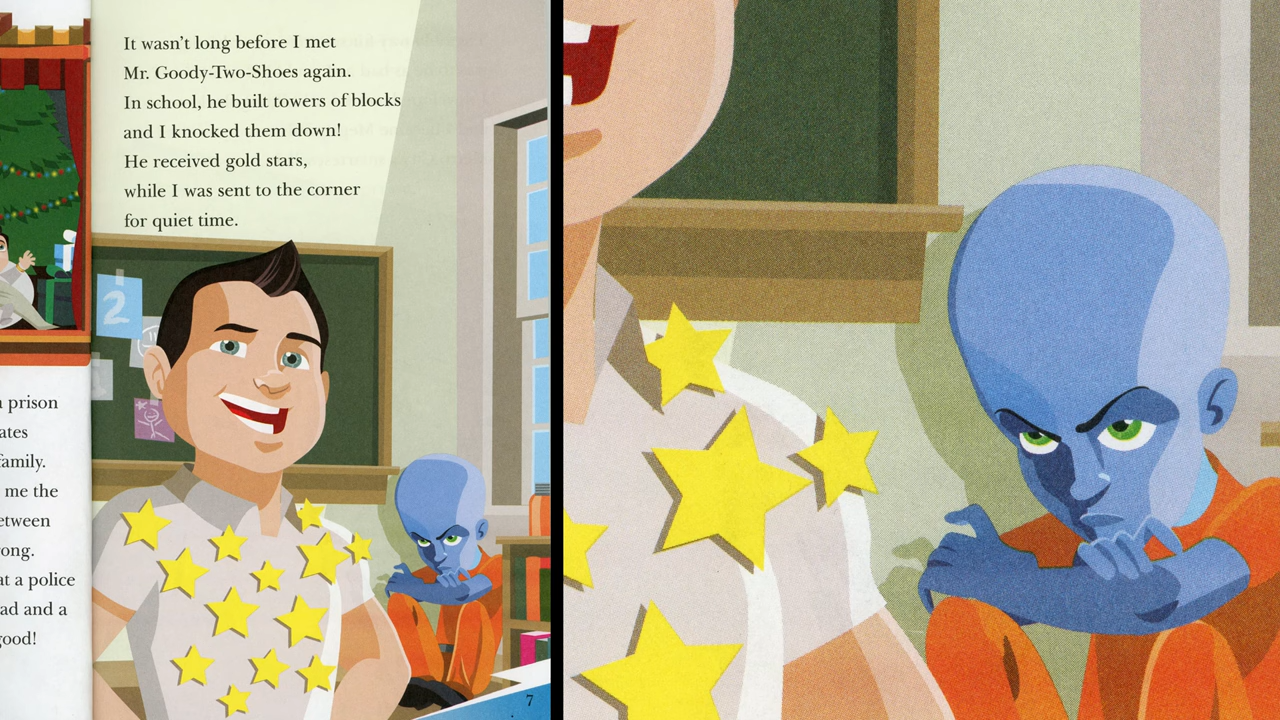 prison
ates
family.
me the
etween
rong.
at a police
ad and a
good!
It wasn't long before I met
Mr. Goody-Two-Shoes again.
In school, he built towers of blocks
and I knocked them down!
He received gold stars,
while I was sent to the corner
for quiet time.
2
7